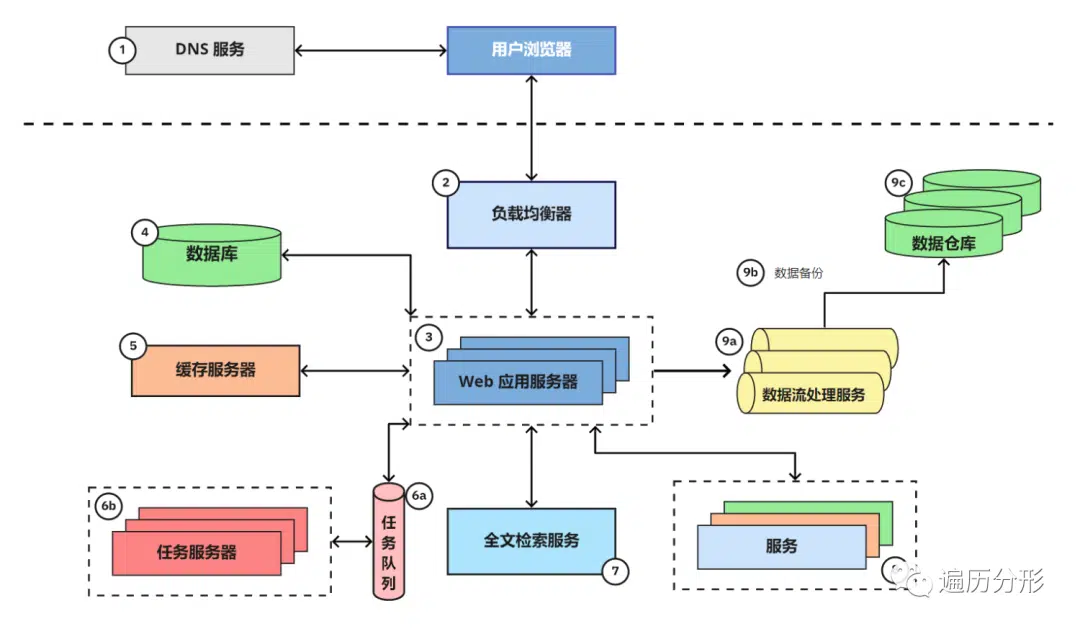 1
DNS 服务
用户浏览器
2
负载均衡器
9c
数据仓库
4
数据库
9b
数据备份
3
Web 应用服务器
9a
数据流处理服务
5
缓存服务器
6b
任务服务器
6a
任务队列
全文检索服务
7
服务
遍历分形